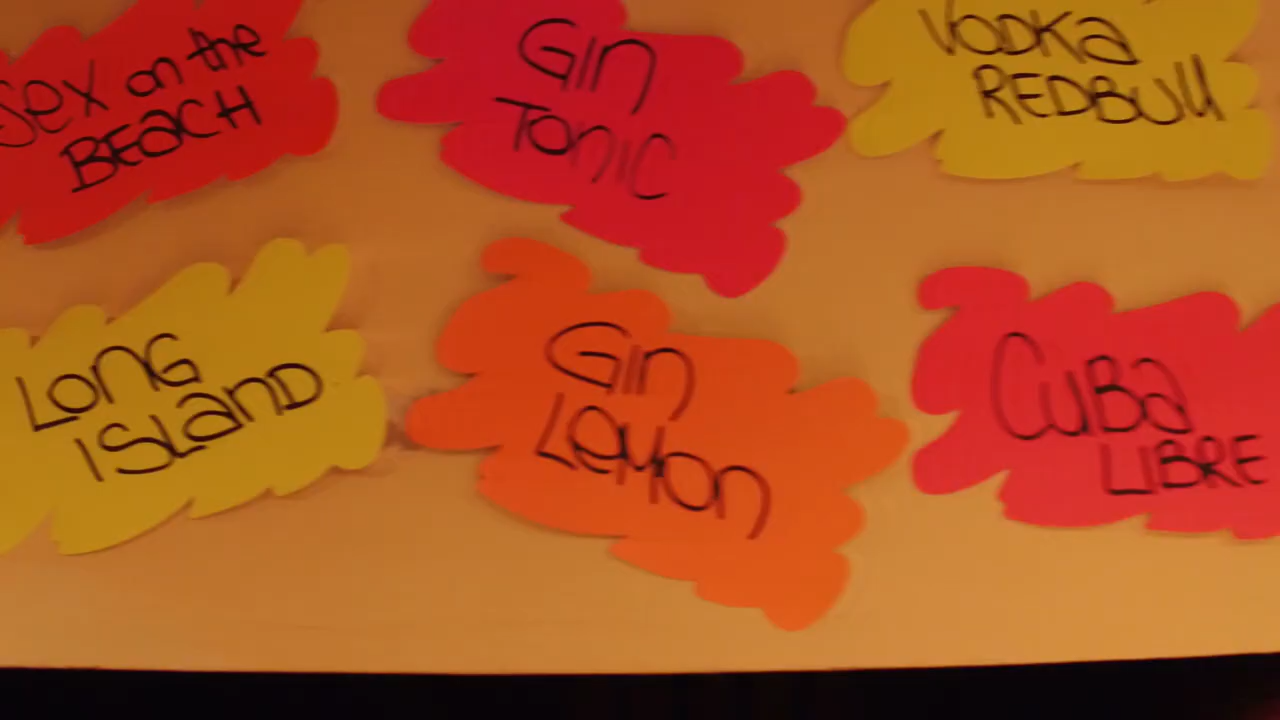 Sex on the
BEaCH
GIn
TonIC
VODKa
REDBUll
LOnG
ISLanD
GIn
LeMon
CUBa
LIBRE